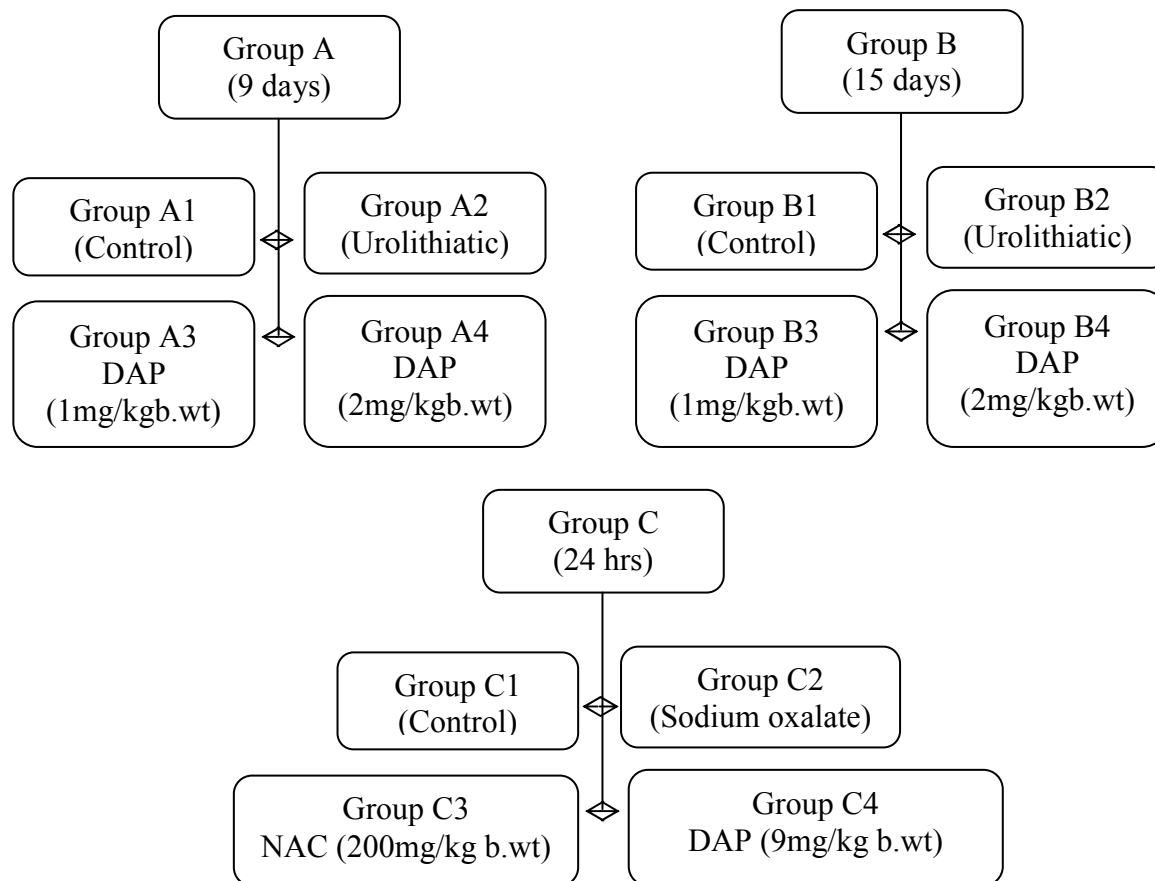 Group A
(9 days)
Group B
(15 days)
Group A1
(Control)
Group A2
(Urolithiatic)
Group B1
(Control)
Group B2
(Urolithiatic)
Group A3
DAP
(1mg/kgb.wt)
Group A4
DAP
(2mg/kgb.wt)
Group B3
DAP
(1mg/kgb.wt)
Group B4
DAP
(2mg/kgb.wt)
Group C
(24 hrs)
Group C1
(Control)
Group C2
(Sodium oxalate)
Group C3
NAC (200mg/kg b.wt)
Group C4
DAP (9mg/kg b.wt)